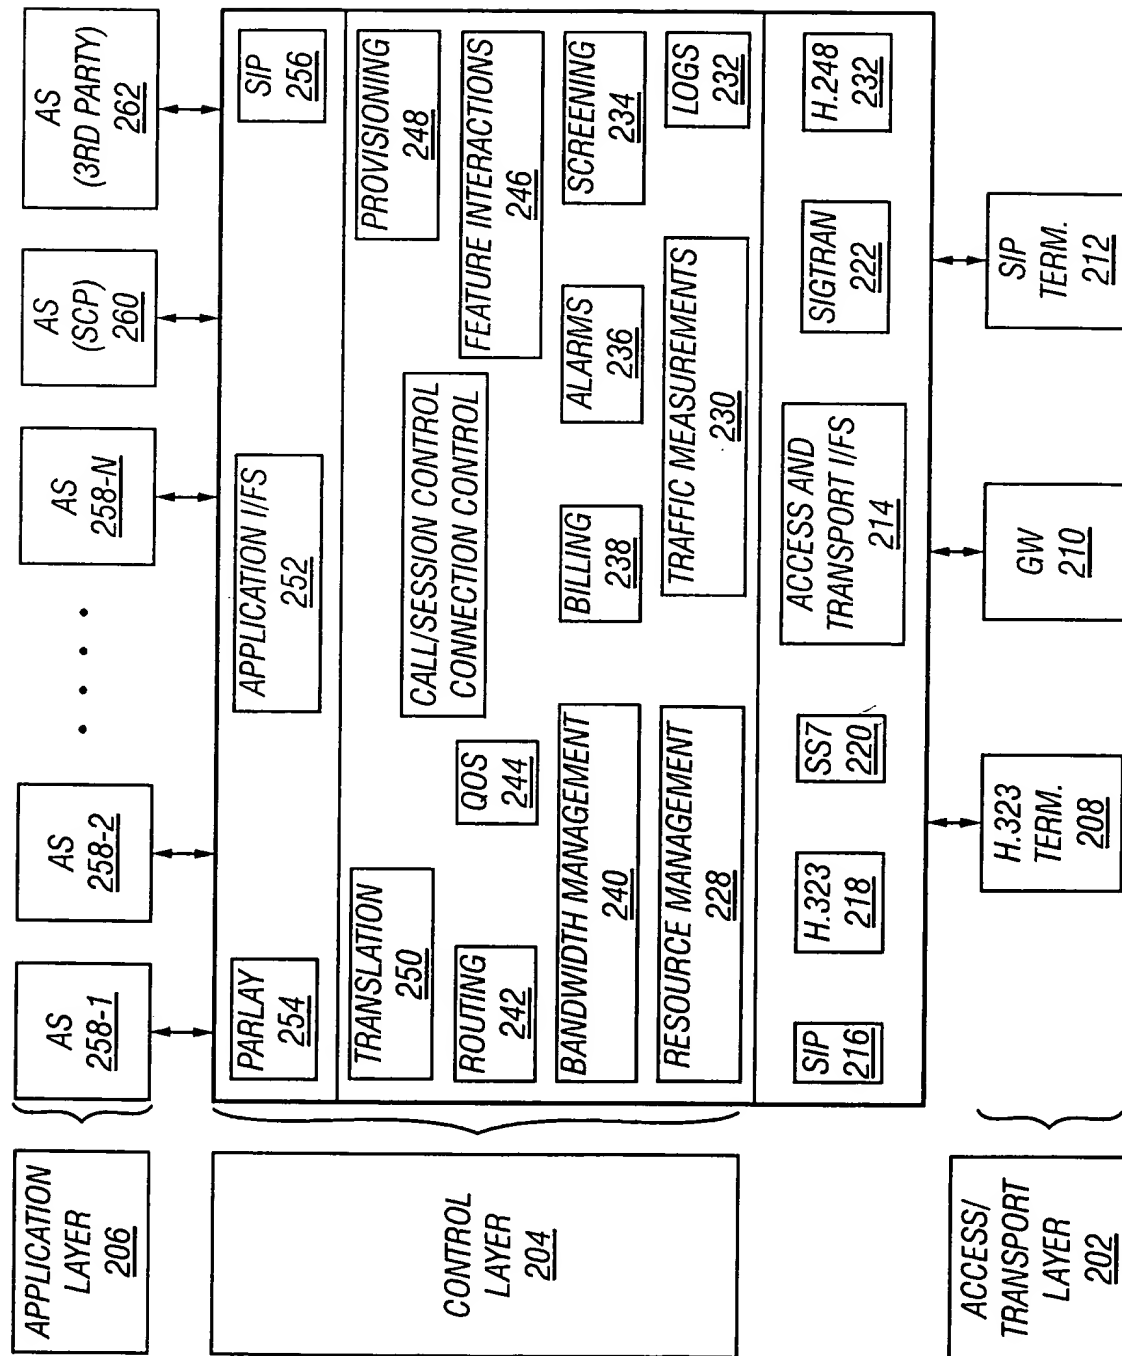 APPLICATION
LAYER
206
AS
258-1
AS
258-2
AS
258-N
AS
(SCP)
260
AS
(3RD PARTY)
262
CONTROL
LAYER
204
PARLAY
254
APPLICATION I/FS
252
SIP
256
TRANSLATION
250
CALL/SESSION CONTROL
CONNECTION CONTROL
PROVISIONING
248
ROUTING
242
QOS
244
FEATURE INTERACTIONS
246
BANDWIDTH MANAGEMENT
240
BILLING
238
ALARMS
236
SCREENING
234
RESOURCE MANAGEMENT
228
TRAFFIC MEASUREMENTS
230
LOGS
232
SIP
216
H.323
218
SS7
220
ACCESS AND
TRANSPORT I/FS
214
SIGTRAN
222
H.248
232
ACCESS/
TRANSPORT
LAYER
202
H.323
TERM.
208
GW
210
SIP
TERM.
212